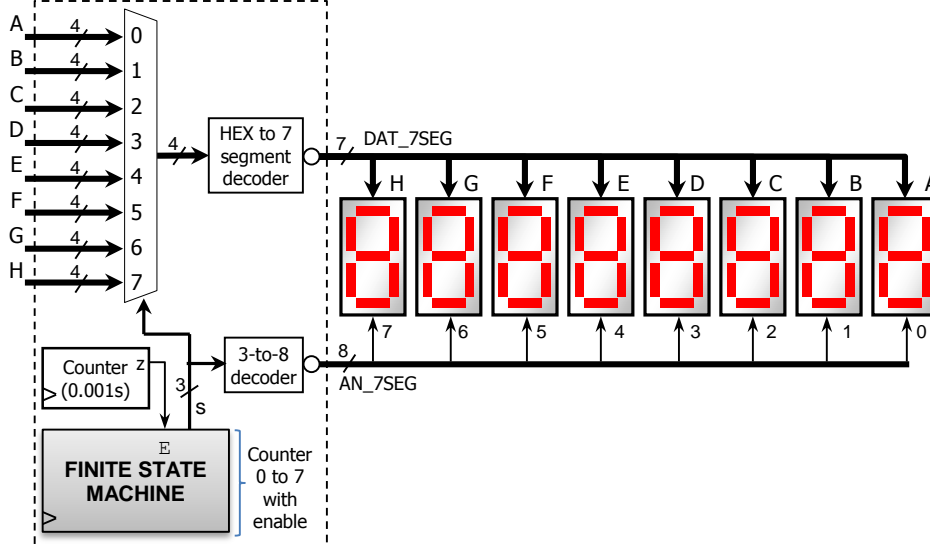 A 4 0
B 4 1
C 4 2
D 4 3
E 4 4
F 4 5
G 4 6
H 4 7
4
HEX to 7
segment
decoder
7 DAT_7SEG
H G F E D C B A
7 6 5 4 3 2 1 0
8
AN_7SEG
3-to-8
decoder
Counter z
(0.001s)
3
s
E
FINITE STATE
MACHINE
Counter
0 to 7
with
enable